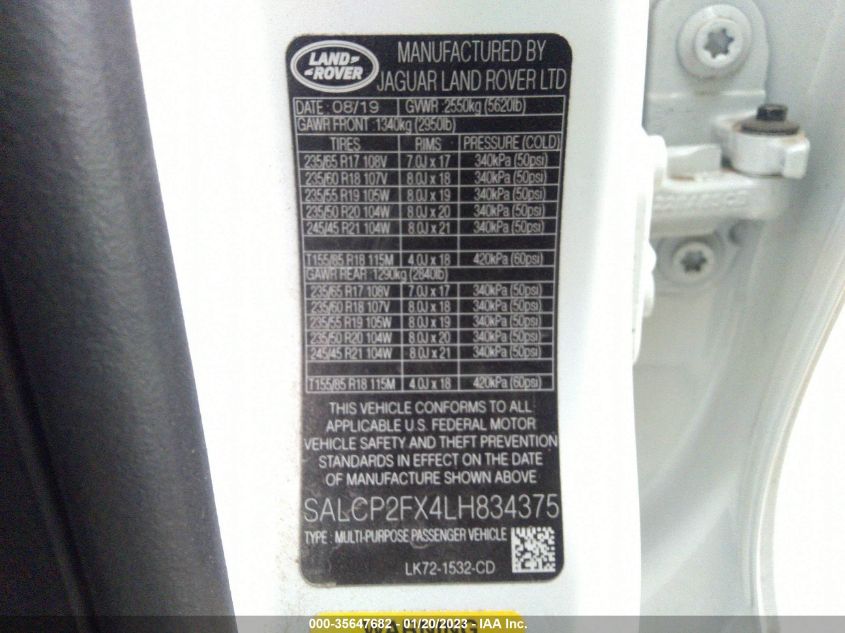 LAND
ROVER
MANUFACTURED BY
JAGUAR LAND ROVER LTD
DATE : 08/19 GVWR : 2550kg (5620lb)
GAWR FRONT : 1340kg (2950lb)
TIRES RIMS PRESSURE (COLD)
235/65 R17 108V 7.0J x 17 340kPa (50psi)
235/60 R18 107V 8.0J x 18 340kPa (50psi)
235/55 R19 105W 8.0J x 19 340kPa (50psi)
235/50 R20 104W 8.0J x 20 340kPa (50psi)
245/45 R21 104W 8.0J x 21 340kPa (50psi)
T155/85 R18 115M 4.0J x 18 420kPa (60psi)
GAWR REAR : 1290kg (2840lb)
235/65 R17 108V 7.0J x 17 340kPa (50psi)
235/60 R18 107V 8.0J x 18 340kPa (50psi)
235/55 R19 105W 8.0J x 19 340kPa (50psi)
235/50 R20 104W 8.0J x 20 340kPa (50psi)
245/45 R21 104W 8.0J x 21 340kPa (50psi)
T155/85 R18 115M 4.0J x 18 420kPa (60psi)
THIS VEHICLE CONFORMS TO ALL
APPLICABLE U.S. FEDERAL MOTOR
VEHICLE SAFETY AND THEFT PREVENTION
STANDARDS IN EFFECT ON THE DATE
OF MANUFACTURE SHOWN ABOVE
SALCP2FX4LH834375
TYPE : MULTI-PURPOSE PASSENGER VEHICLE
LK72-1532-CD
WARNING
000-35647682 - 01/20/2023 - IAA Inc.